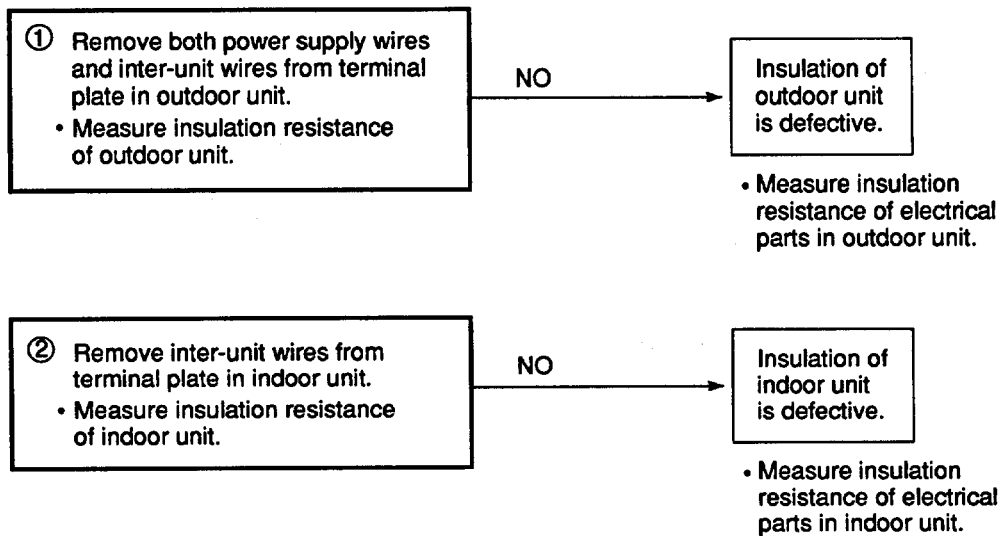 ① Remove both power supply wires
and inter-unit wires from terminal
plate in outdoor unit.
• Measure insulation resistance
of outdoor unit.
NO
Insulation of
outdoor unit
is defective.
• Measure insulation
resistance of electrical
parts in outdoor unit.
② Remove inter-unit wires from
terminal plate in indoor unit.
• Measure insulation resistance
of indoor unit.
NO
Insulation of
indoor unit
is defective.
• Measure insulation
resistance of electrical
parts in indoor unit.